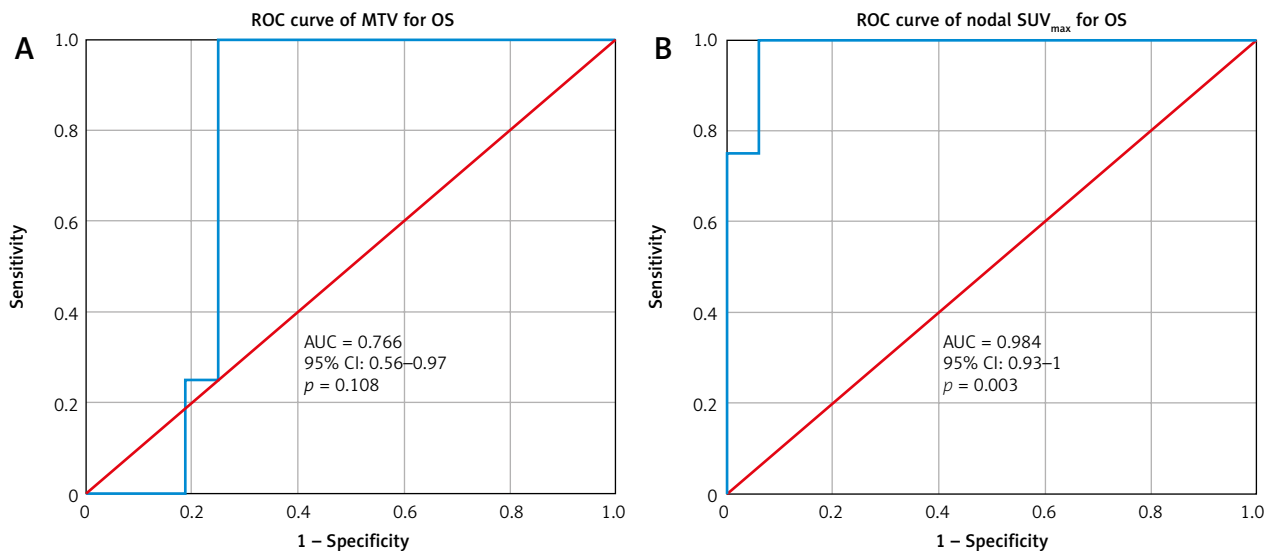 A
ROC curve of MTV for OS
1.0
0.8
0.6
0.4
0.2
0
Sensitivity
AUC = 0.766
95% CI: 0.56–0.97
p = 0.108
0 0.2 0.4 0.6 0.8 1.0
1 – Specificity
B
ROC curve of nodal SUVmax for OS
1.0
0.8
0.6
0.4
0.2
0
Sensitivity
AUC = 0.984
95% CI: 0.93–1
p = 0.003
0 0.2 0.4 0.6 0.8 1.0
1 – Specificity